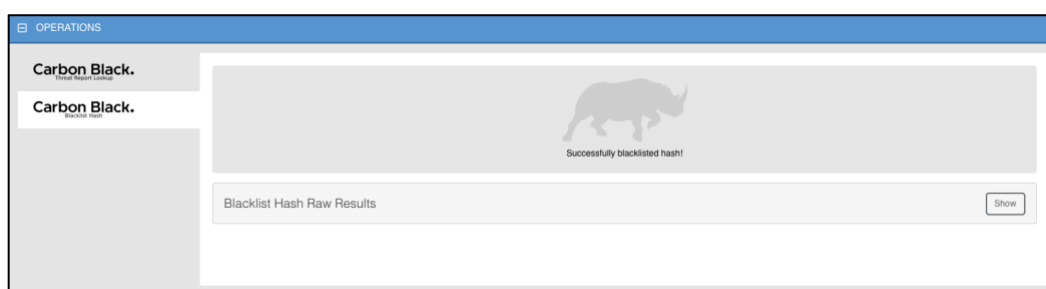 OPERATIONS
Carbon Black.
Threat Report Lookup
Carbon Black.
Blacklist Hash
Successfully blacklisted hash!
Blacklist Hash Raw Results
Show